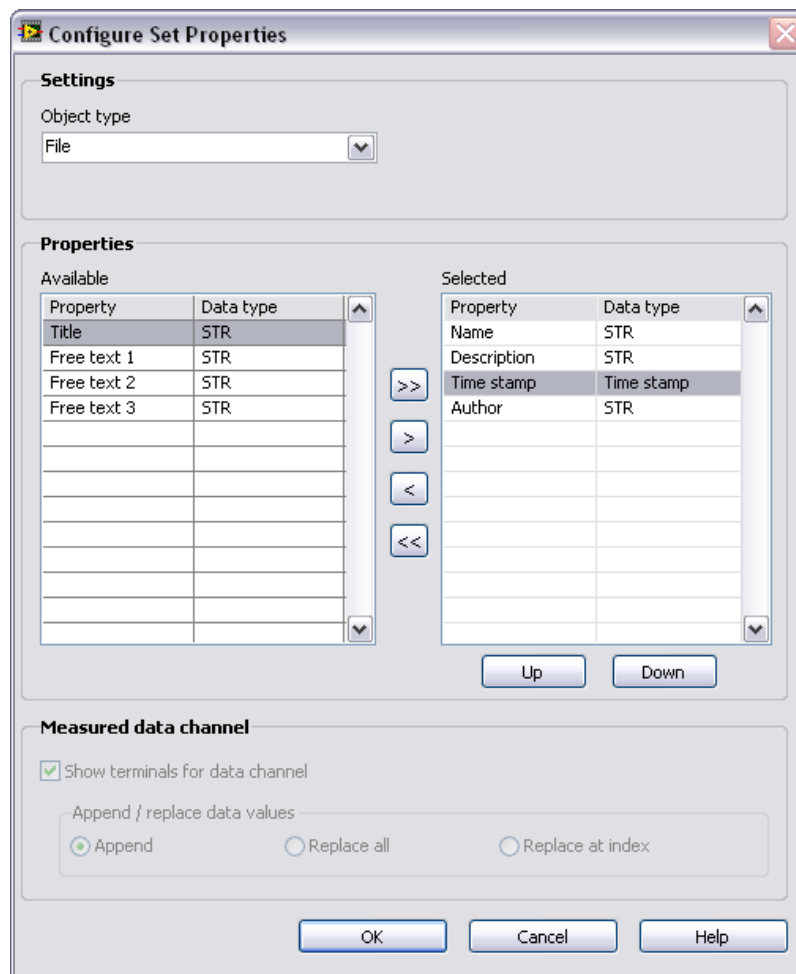 Configure Set Properties
Settings
Object type
File
Properties
Available
Property Data type
Title STR
Free text 1 STR
Free text 2 STR
Free text 3 STR
>>
>
<
<<
Selected
Property Data type
Name STR
Description STR
Time stamp Time stamp
Author STR
Up Down
Measured data channel
Show terminals for data channel
Append / replace data values
Append Replace all Replace at index
OK Cancel Help